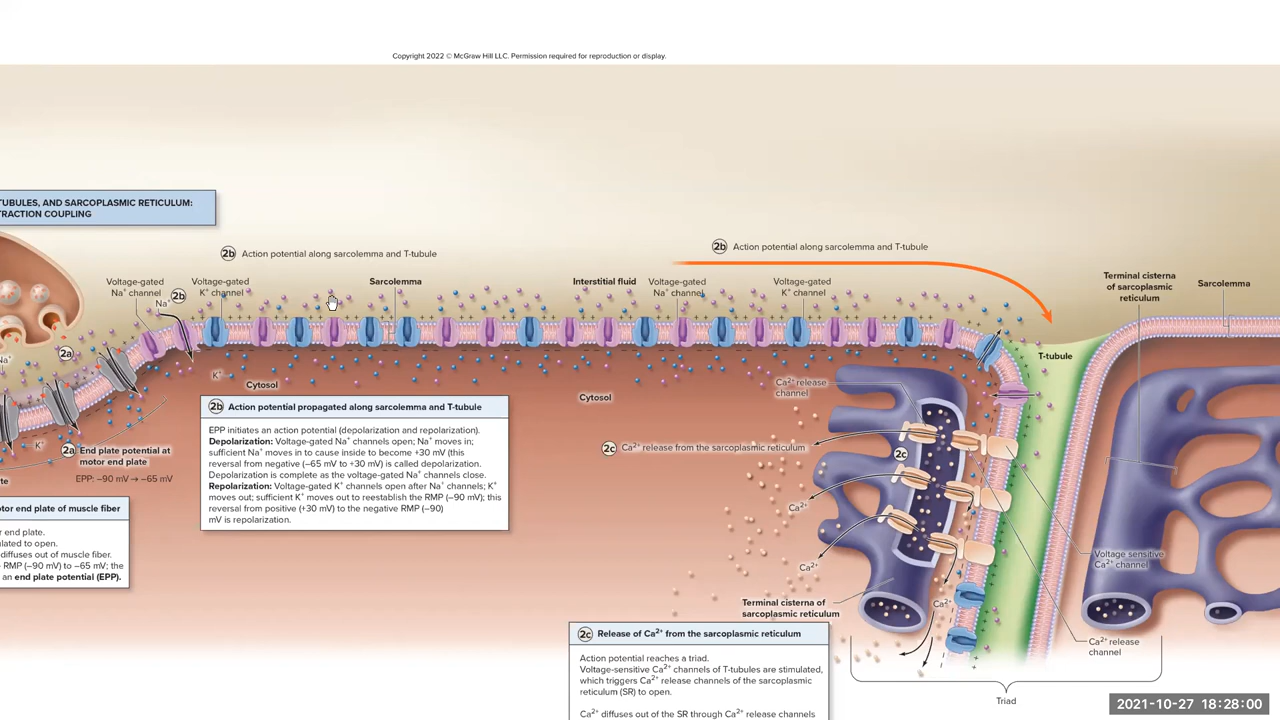 Copyright 2022 © McGraw Hill LLC. Permission required for reproduction or display.
TUBULES, AND SARCOPLASMIC RETICULUM:
TRACTION COUPLING
2b Action potential along sarcolemma and T-tubule
2b Action potential along sarcolemma and T-tubule
Voltage-gated
Na⁺ channel
2b
Na⁺
Voltage-gated
K⁺ channel
Sarcolemma
Interstitial fluid
Voltage-gated
Na⁺ channel
Voltage-gated
K⁺ channel
Terminal cisterna
of sarcoplasmic
reticulum
Sarcolemma
Na⁺
2a
T-tubule
K⁺
Cytosol
Cytosol
Ca²⁺ release
channel
2b Action potential propagated along sarcolemma and T-tubule
EPP initiates an action potential (depolarization and repolarization).
Depolarization: Voltage-gated Na⁺ channels open; Na⁺ moves in;
sufficient Na⁺ moves in to cause inside to become +30 mV (this
reversal from negative (–65 mV to +30 mV) is called depolarization.
Depolarization is complete as the voltage-gated Na⁺ channels close.
Repolarization: Voltage-gated K⁺ channels open after Na⁺ channels; K⁺
moves out; sufficient K⁺ moves out to reestablish the RMP (–90 mV); this
reversal from positive (+30 mV) to the negative RMP (–90)
mV is repolarization.
K⁺
2a End plate potential at
motor end plate
EPP: –90 mV → –65 mV
2c Ca²⁺ release from the sarcoplasmic reticulum
2c
Ca²⁺
Ca²⁺
Ca²⁺
Voltage sensitive
Ca²⁺ channel
otor end plate of muscle fiber
r end plate.
ulated to open.
diffuses out of muscle fiber.
RMP (–90 mV) to –65 mV; the
an end plate potential (EPP).
Terminal cisterna of
sarcoplasmic reticulum
Ca²⁺ release
channel
2c Release of Ca²⁺ from the sarcoplasmic reticulum
Action potential reaches a triad.
Voltage-sensitive Ca²⁺ channels of T-tubules are stimulated,
which triggers Ca²⁺ release channels of the sarcoplasmic
reticulum (SR) to open.
Ca²⁺ diffuses out of the SR through Ca²⁺ release channels
Triad
2021-10-27 18:28:00